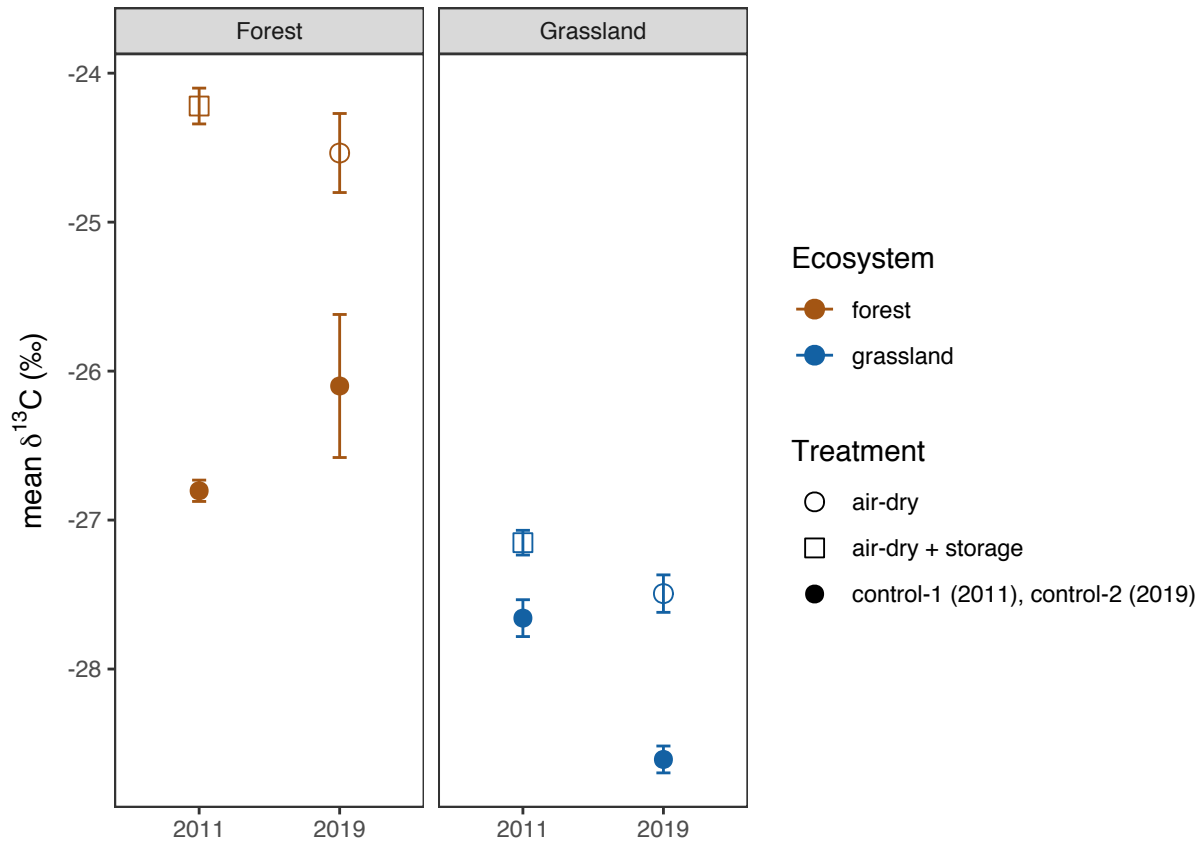 Forest
Grassland
-24
-25
-26
-27
-28
mean δ¹³C (‰)
2011
2019
2011
2019
Ecosystem
forest
grassland
Treatment
air-dry
air-dry + storage
control-1 (2011), control-2 (2019)